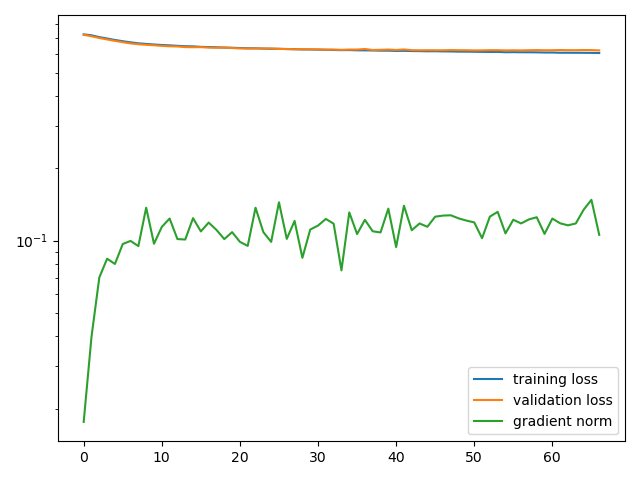 10⁻¹
0 10 20 30 40 50 60
training loss
validation loss
gradient norm